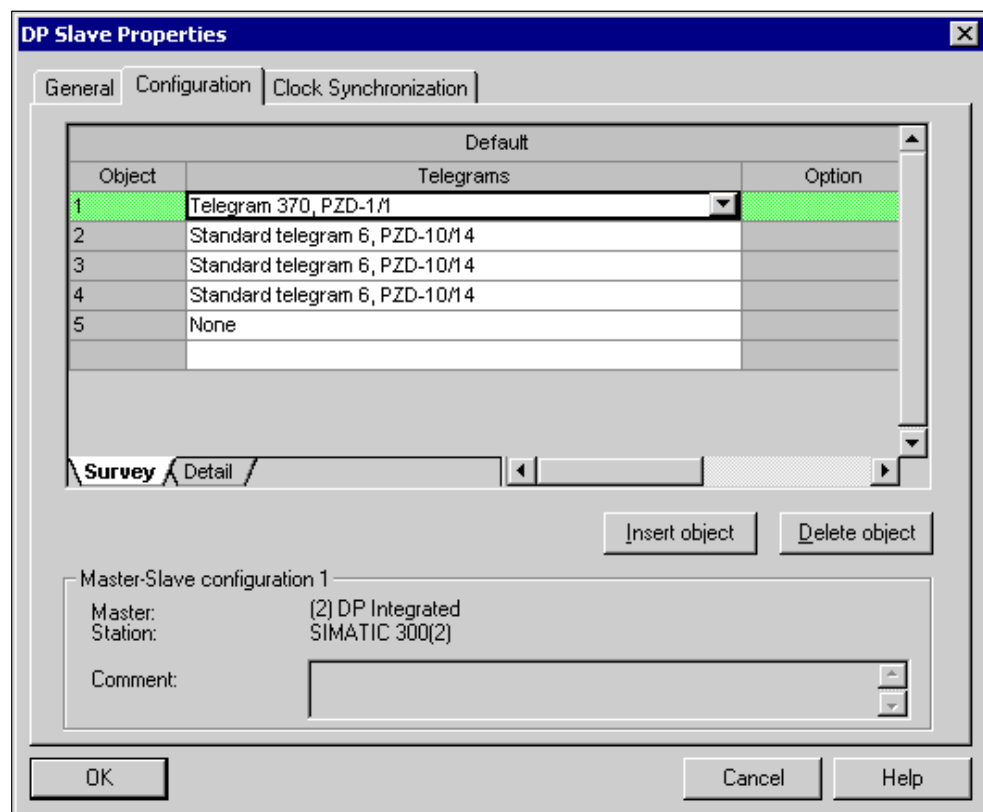 DP Slave Properties
General Configuration Clock Synchronization
Default
Object Telegrams Option
1 Telegram 370, PZD-1/1
2 Standard telegram 6, PZD-10/14
3 Standard telegram 6, PZD-10/14
4 Standard telegram 6, PZD-10/14
5 None
Survey Detail
Insert object Delete object
Master-Slave configuration 1
Master: (2) DP Integrated
Station: SIMATIC 300(2)
Comment:
OK Cancel Help